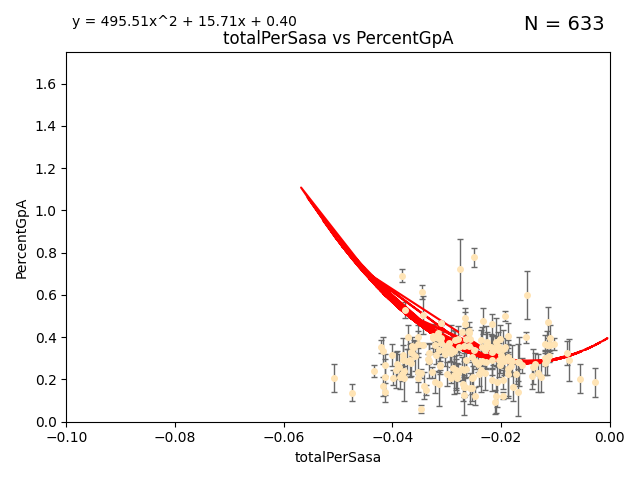 y = 495.51x^2 + 15.71x + 0.40
N = 633
totalPerSasa vs PercentGpA
1.6
1.4
1.2
1.0
0.8
0.6
0.4
0.2
0.0
PercentGpA
−0.10 −0.08 −0.06 −0.04 −0.02 0.00
totalPerSasa